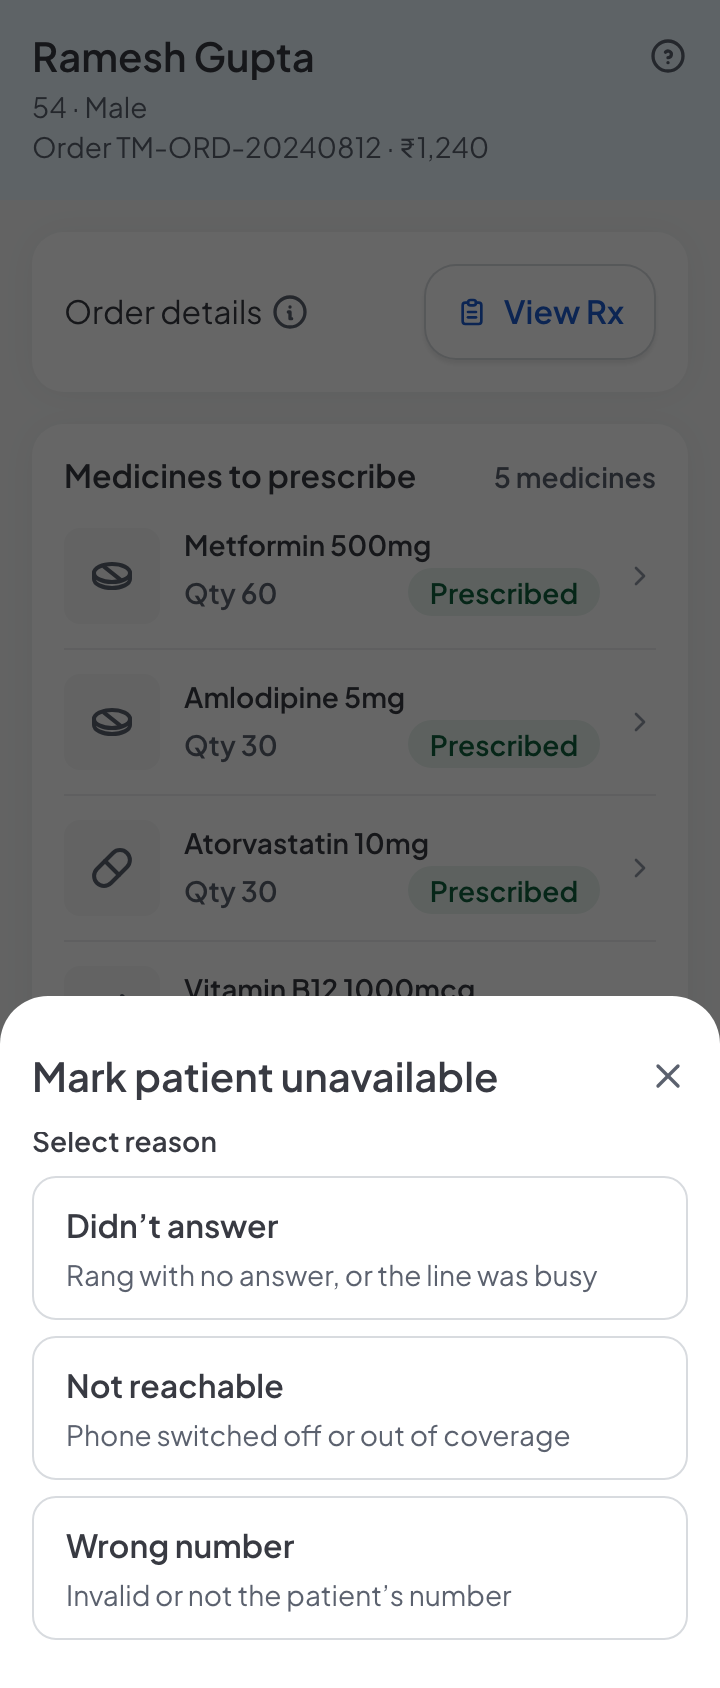 Ramesh Gupta
54 · Male
Order TM-ORD-20240812 · ₹1,240
Order details
View Rx
Medicines to prescribe
5 medicines
Metformin 500mg
Qty 60
Prescribed
Amlodipine 5mg
Qty 30
Prescribed
Atorvastatin 10mg
Qty 30
Prescribed
Vitamin B12 1000mcg
Mark patient unavailable
Select reason
Didn’t answer
Rang with no answer, or the line was busy
Not reachable
Phone switched off or out of coverage
Wrong number
Invalid or not the patient’s number